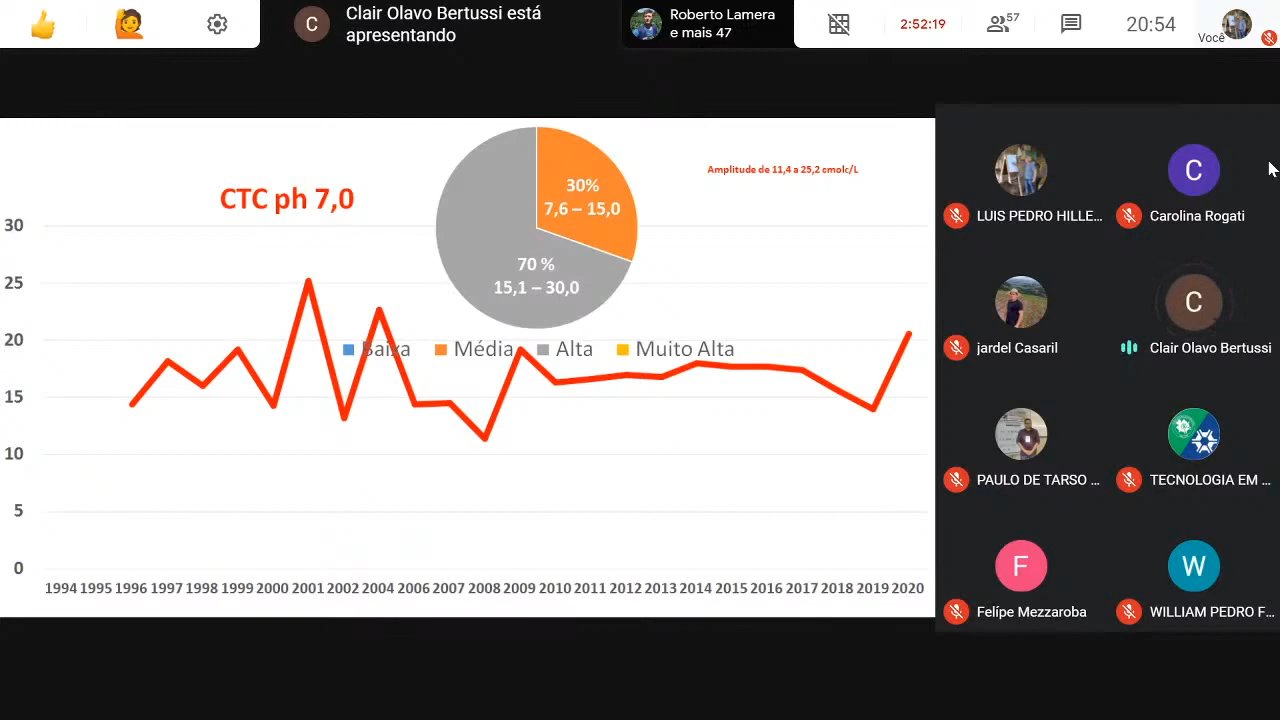 Clair Olavo Bertussi está
apresentando
Roberto Lamera
e mais 47
2:52:19
57
20:54
Você
CTC ph 7,0
30%
7,6 – 15,0
70 %
15,1 – 30,0
Amplitude de 11,4 a 25,2 cmolc/L
Baixa Média Alta Muito Alta
30
25
20
15
10
5
0
1994 1995 1996 1997 1998 1999 2000 2001 2002 2004 2006 2007 2008 2009 2010 2011 2012 2013 2014 2015 2016 2017 2018 2019 2020
LUIS PEDRO HILLE...
C
Carolina Rogati
jardel Casaril
C
Clair Olavo Bertussi
PAULO DE TARSO ...
TECNOLOGIA EM ...
F
Felípe Mezzaroba
W
WILLIAM PEDRO F...
C